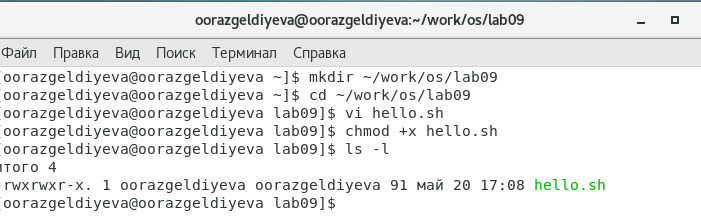 oorazgeldiyeva@oorazgeldiyeva:~/work/os/lab09
Файл Правка Вид Поиск Терминал Справка
[oorazgeldiyeva@oorazgeldiyeva ~]$ mkdir ~/work/os/lab09
[oorazgeldiyeva@oorazgeldiyeva ~]$ cd ~/work/os/lab09
[oorazgeldiyeva@oorazgeldiyeva lab09]$ vi hello.sh
[oorazgeldiyeva@oorazgeldiyeva lab09]$ chmod +x hello.sh
[oorazgeldiyeva@oorazgeldiyeva lab09]$ ls -l
итого 4
-rwxrwxr-x. 1 oorazgeldiyeva oorazgeldiyeva 91 май 20 17:08 hello.sh
[oorazgeldiyeva@oorazgeldiyeva lab09]$